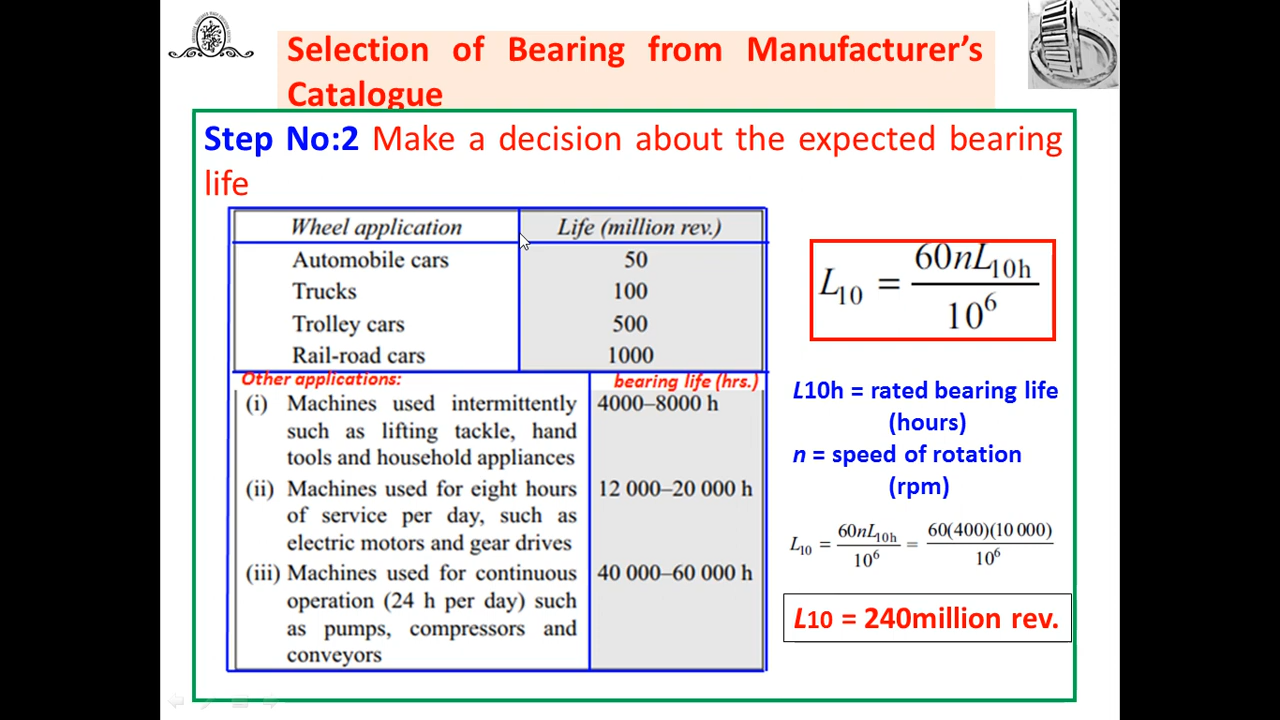 Selection of Bearing from Manufacturer's
Catalogue
Step No:2 Make a decision about the expected bearing
life
Wheel application Life (million rev.)
Automobile cars 50
Trucks 100
Trolley cars 500
Rail-road cars 1000
Other applications: bearing life (hrs.)
(i) Machines used intermittently 4000–8000 h
such as lifting tackle, hand
tools and household appliances
(ii) Machines used for eight hours 12 000–20 000 h
of service per day, such as
electric motors and gear drives
(iii) Machines used for continuous 40 000–60 000 h
operation (24 h per day) such
as pumps, compressors and
conveyors
L10 = 60nL10h / 10^6
L10h = rated bearing life
(hours)
n = speed of rotation
(rpm)
L10 = 60nL10h / 10^6 = 60(400)(10 000) / 10^6
L10 = 240million rev.